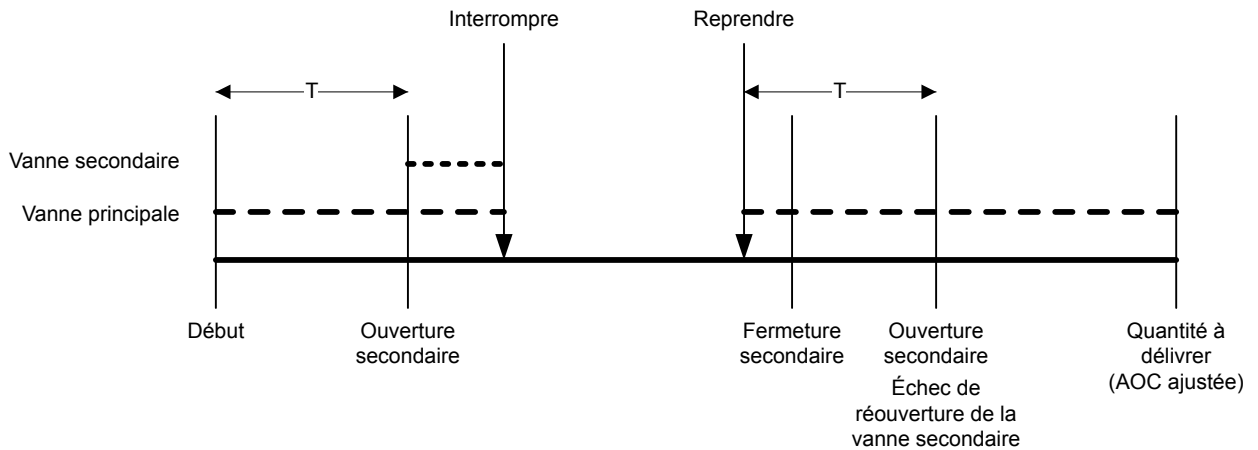 Interrompre
Reprendre
T
T
Vanne secondaire
Vanne principale
Début
Ouverture
secondaire
Fermeture
secondaire
Ouverture
secondaire
Échec de
réouverture de la
vanne secondaire
Quantité à
délivrer
(AOC ajustée)